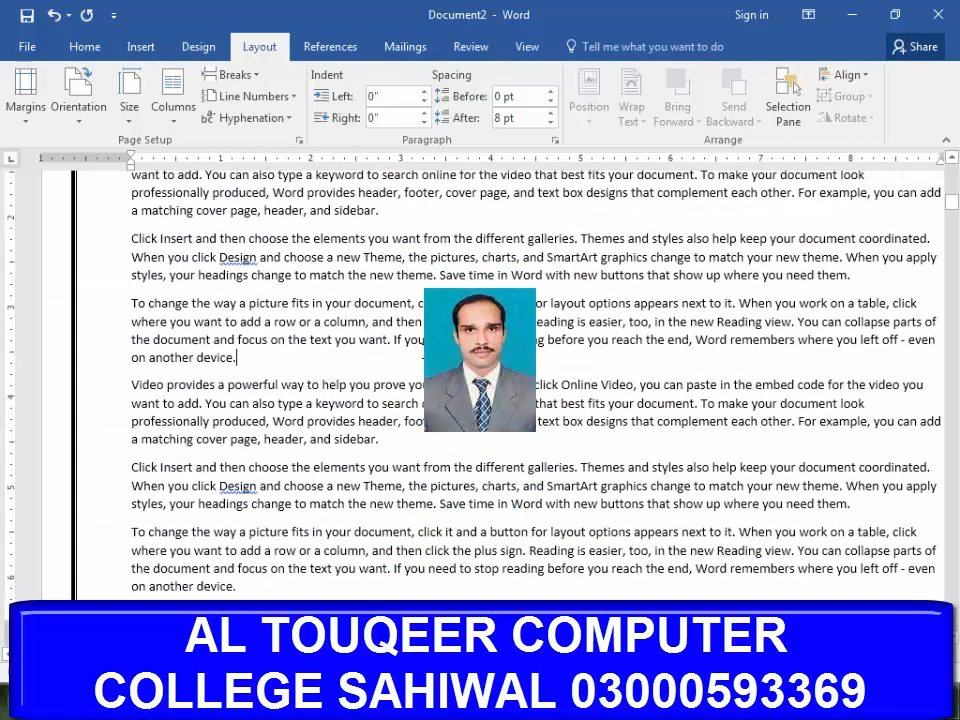 Document2 - Word
Sign in
File Home Insert Design Layout References Mailings Review View Tell me what you want to do Share
Margins Orientation Size Columns
Breaks
Line Numbers
Hyphenation
Page Setup
Indent
Left: 0"
Right: 0"
Spacing
Before: 0 pt
After: 8 pt
Paragraph
Position
Wrap Text
Bring Forward
Send Backward
Selection Pane
Align
Group
Rotate
Arrange
1 1 2 3 4 5 6 7 8
2
3
4
5
6
want to add. You can also type a keyword to search online for the video that best fits your document. To make your document look
professionally produced, Word provides header, footer, cover page, and text box designs that complement each other. For example, you can add
a matching cover page, header, and sidebar.
Click Insert and then choose the elements you want from the different galleries. Themes and styles also help keep your document coordinated.
When you click Design and choose a new Theme, the pictures, charts, and SmartArt graphics change to match your new theme. When you apply
styles, your headings change to match the new theme. Save time in Word with new buttons that show up where you need them.
To change the way a picture fits in your document, for layout options appears next to it. When you work on a table, click
where you want to add a row or a column, and then eading is easier, too, in the new Reading view. You can collapse parts of
the document and focus on the text you want. If you ng before you reach the end, Word remembers where you left off - even
on another device.
Video provides a powerful way to help you prove yo click Online Video, you can paste in the embed code for the video you
want to add. You can also type a keyword to search that best fits your document. To make your document look
professionally produced, Word provides header, foo text box designs that complement each other. For example, you can add
a matching cover page, header, and sidebar.
Click Insert and then choose the elements you want from the different galleries. Themes and styles also help keep your document coordinated.
When you click Design and choose a new Theme, the pictures, charts, and SmartArt graphics change to match your new theme. When you apply
styles, your headings change to match the new theme. Save time in Word with new buttons that show up where you need them.
To change the way a picture fits in your document, click it and a button for layout options appears next to it. When you work on a table, click
where you want to add a row or a column, and then click the plus sign. Reading is easier, too, in the new Reading view. You can collapse parts of
the document and focus on the text you want. If you need to stop reading before you reach the end, Word remembers where you left off - even
on another device.
AL TOUQEER COMPUTER
COLLEGE SAHIWAL 03000593369